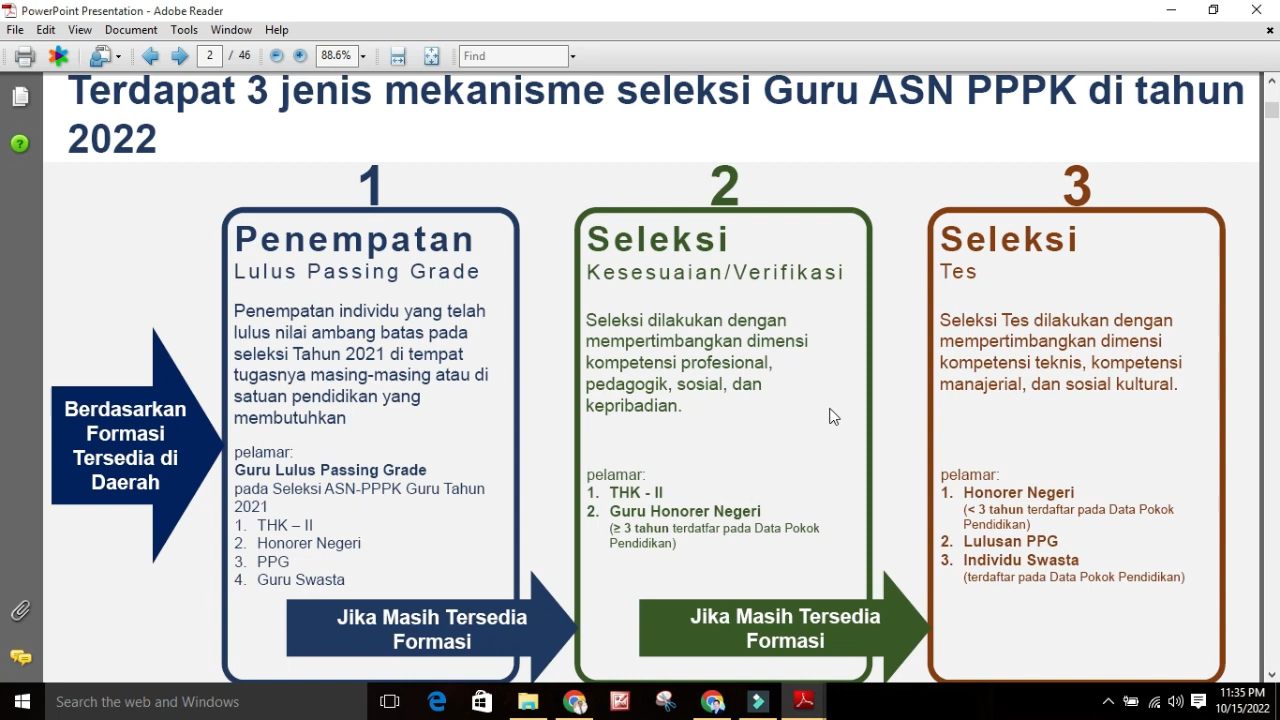 PowerPoint Presentation - Adobe Reader
File Edit View Document Tools Window Help
2 / 46 88.6% Find
Terdapat 3 jenis mekanisme seleksi Guru ASN PPPK di tahun
2022
Berdasarkan
Formasi
Tersedia di
Daerah
1
Penempatan
Lulus Passing Grade
Penempatan individu yang telah
lulus nilai ambang batas pada
seleksi Tahun 2021 di tempat
tugasnya masing-masing atau di
satuan pendidikan yang
membutuhkan
pelamar:
Guru Lulus Passing Grade
pada Seleksi ASN-PPPK Guru Tahun
2021
1. THK – II
2. Honorer Negeri
3. PPG
4. Guru Swasta
Jika Masih Tersedia
Formasi
2
Seleksi
Kesesuaian/Verifikasi
Seleksi dilakukan dengan
mempertimbangkan dimensi
kompetensi profesional,
pedagogik, sosial, dan
kepribadian.
pelamar:
1. THK - II
2. Guru Honorer Negeri
(≥ 3 tahun terdatfar pada Data Pokok
Pendidikan)
Jika Masih Tersedia
Formasi
3
Seleksi
Tes
Seleksi Tes dilakukan dengan
mempertimbangkan dimensi
kompetensi teknis, kompetensi
manajerial, dan sosial kultural.
pelamar:
1. Honorer Negeri
(< 3 tahun terdaftar pada Data Pokok
Pendidikan)
2. Lulusan PPG
3. Individu Swasta
(terdaftar pada Data Pokok Pendidikan)
Search the web and Windows
11:35 PM
10/15/2022